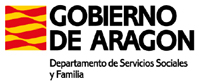 GOBIERNO
DE ARAGON
Departamento de Servicios Sociales
y Familia